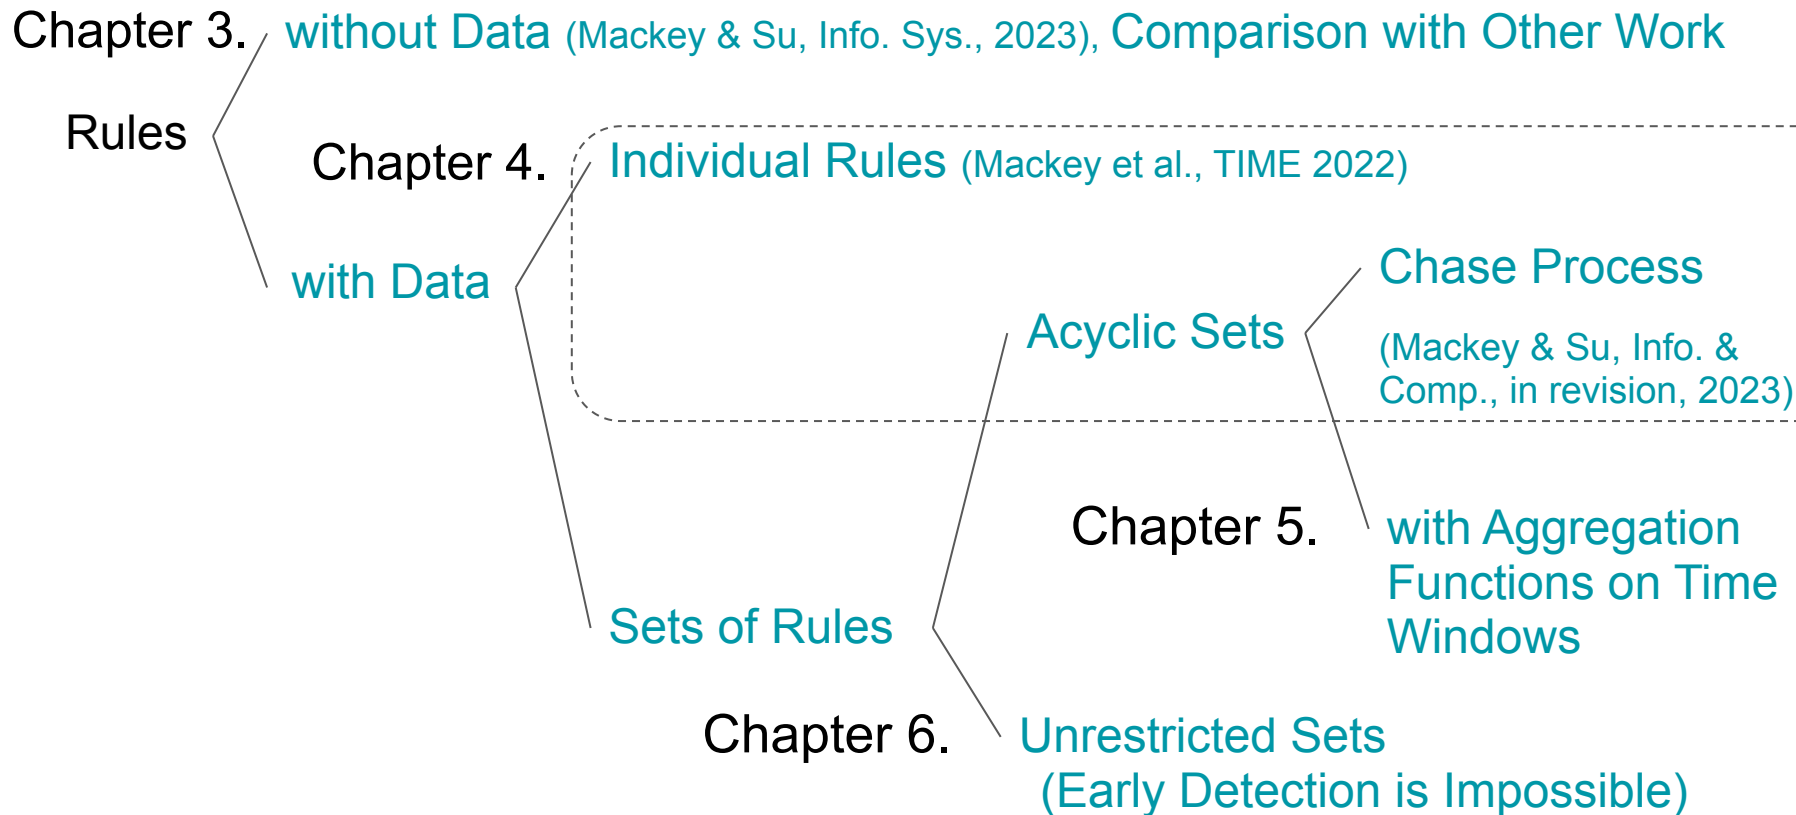 Chapter 3. without Data (Mackey & Su, Info. Sys., 2023), Comparison with Other Work
Rules
Chapter 4. Individual Rules (Mackey et al., TIME 2022)
with Data
Chase Process
Acyclic Sets
(Mackey & Su, Info. &
Comp., in revision, 2023)
Chapter 5. with Aggregation
Functions on Time
Windows
Sets of Rules
Chapter 6. Unrestricted Sets
(Early Detection is Impossible)